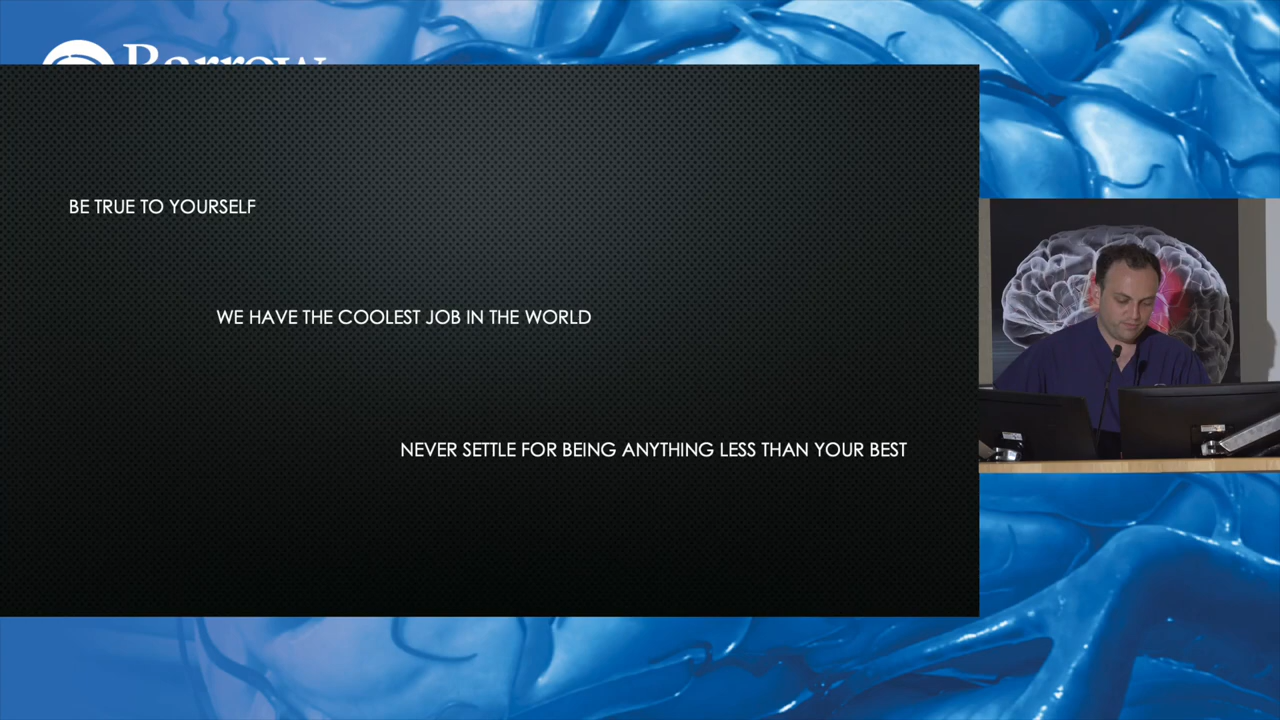 Barrow
BE TRUE TO YOURSELF
WE HAVE THE COOLEST JOB IN THE WORLD
NEVER SETTLE FOR BEING ANYTHING LESS THAN YOUR BEST